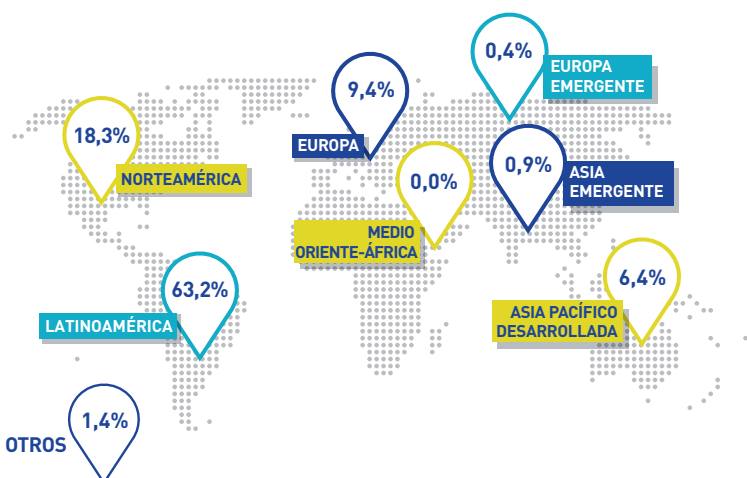 0,4%
EUROPA
EMERGENTE
9,4%
EUROPA
18,3%
NORTEAMÉRICA
0,9%
ASIA
EMERGENTE
0,0%
MEDIO
ORIENTE-ÁFRICA
63,2%
LATINOAMÉRICA
6,4%
ASIA PACÍFICO
DESARROLLADA
1,4%
OTROS